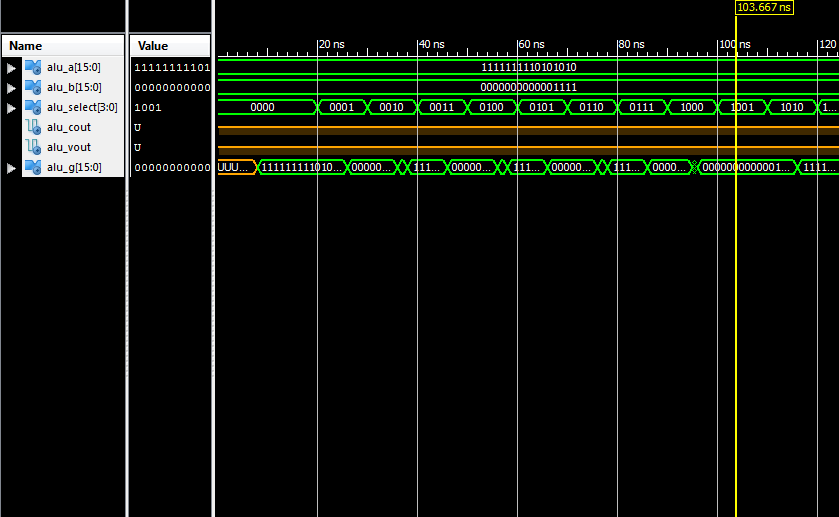 103.667 ns
Name Value 20 ns 40 ns 60 ns 80 ns 100 ns 120
alu_a[15:0] 11111111101 1111111110101010
alu_b[15:0] 00000000000 0000000000001111
alu_select[3:0] 1001 0000 0001 0010 0011 0100 0101 0110 0111 1000 1001 1010 1...
alu_cout U
alu_vout U
alu_g[15:0] 00000000000 UUU... 111111111010... 00000... 111... 00000... 111... 00000... 111... 0000... 0000000000001... 1111...